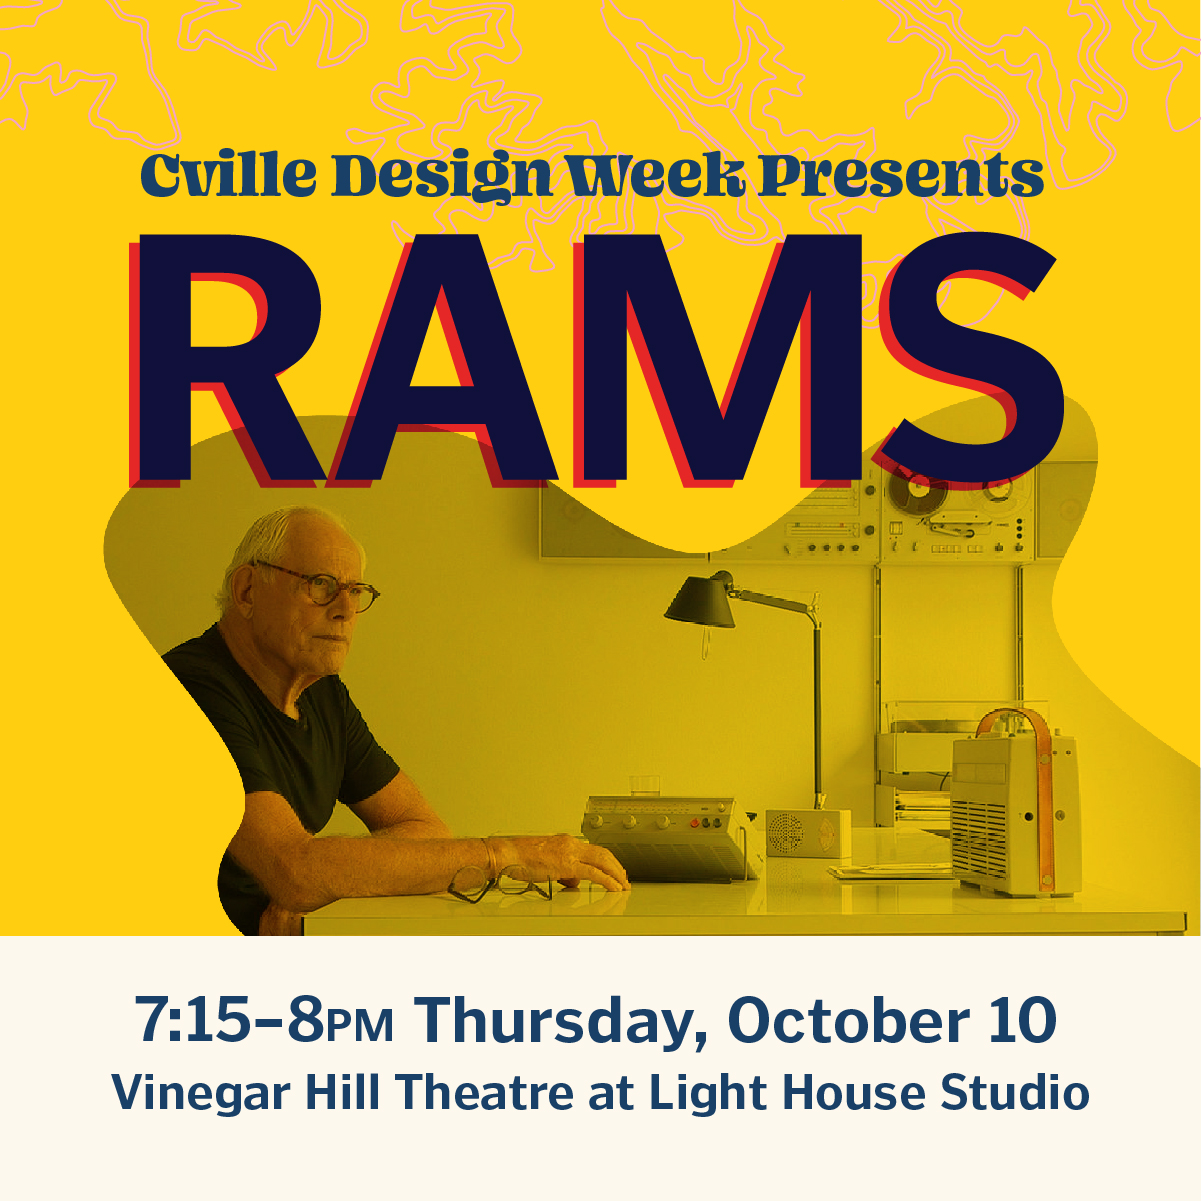 Cville Design Week Presents
RAMS
7:15–8PM Thursday, October 10
Vinegar Hill Theatre at Light House Studio